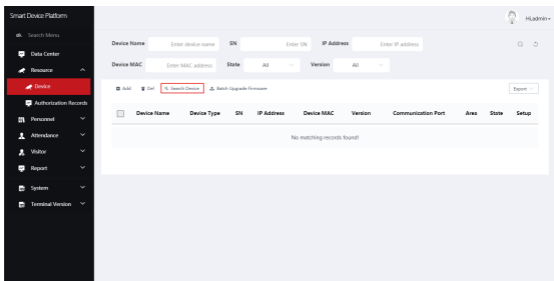 Smart Device Platform
Hi,admin
Search Menu
Data Center
Resource
Device
Authorization Records
Personnel
Attendance
Visitor
Report
System
Terminal Version
Device Name Enter device name SN Enter SN IP Address Enter IP address
Device MAC Enter MAC address State All Version All
Add Del Search Device Batch Upgrade Firmware Export
Device Name Device Type SN IP Address Device MAC Version Communication Port Area State Setup
No matching records found!